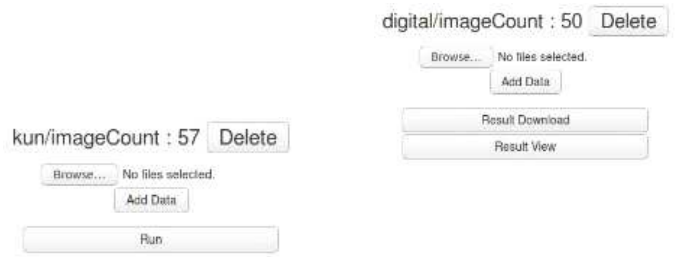 digital/imageCount : 50 Delete
Browse... No files selected.
Add Data
Result Download
Result View
kun/imageCount : 57 Delete
Browse... No files selected.
Add Data
Run